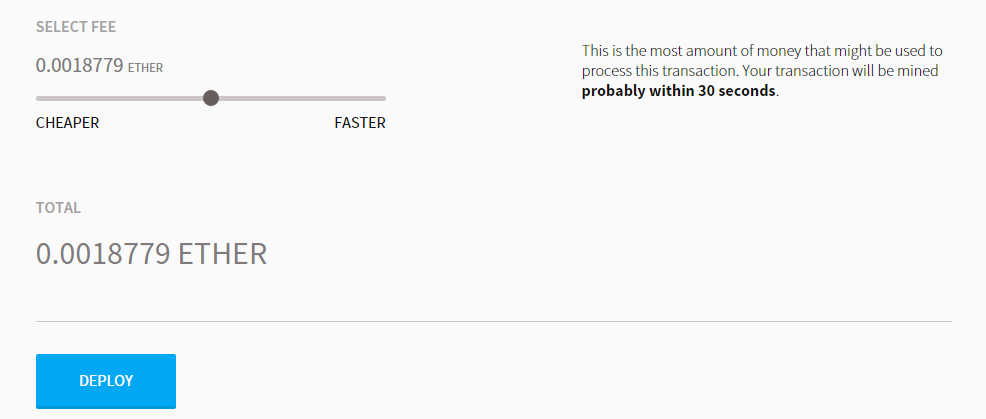 SELECT FEE
0.0018779 ETHER
CHEAPER FASTER
This is the most amount of money that might be used to
process this transaction. Your transaction will be mined
probably within 30 seconds.
TOTAL
0.0018779 ETHER
DEPLOY